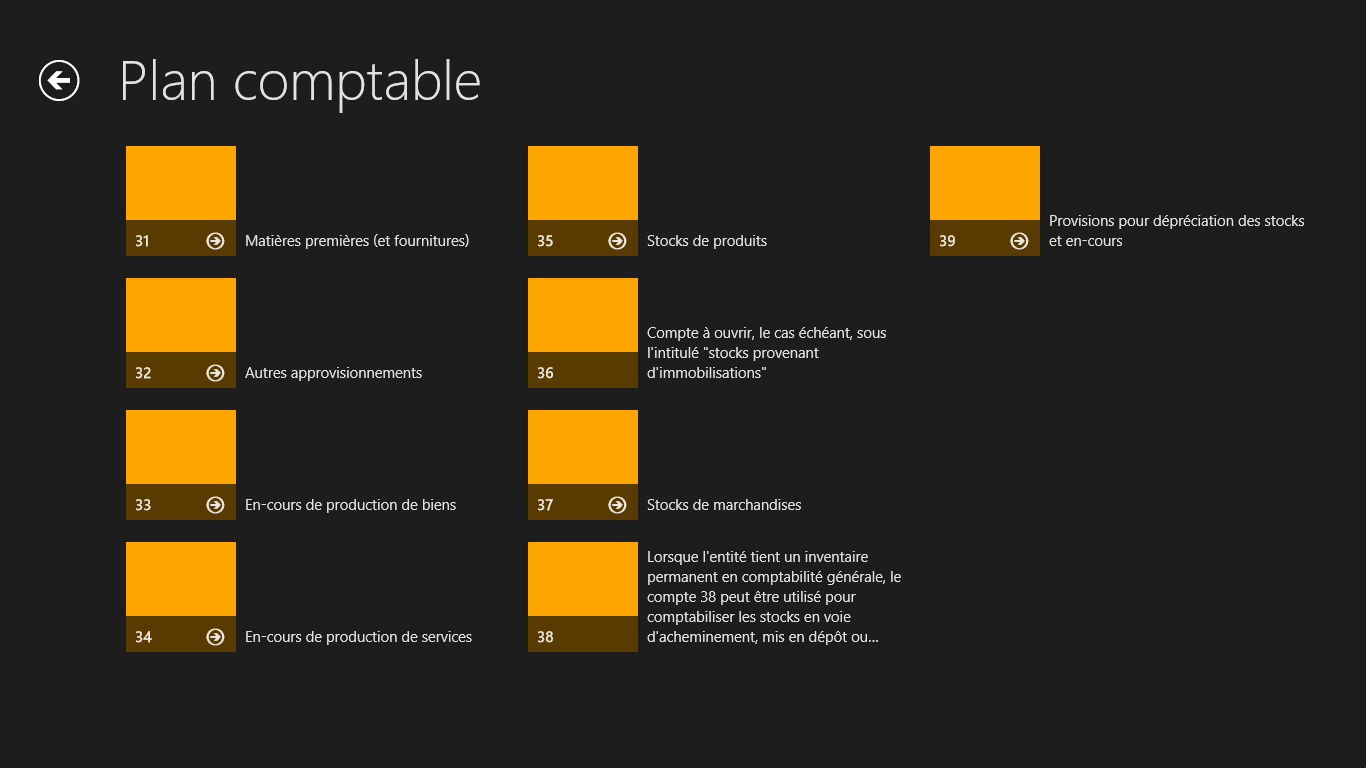 Plan comptable
31
Matières premières (et fournitures)
32
Autres approvisionnements
33
En-cours de production de biens
34
En-cours de production de services
35
Stocks de produits
36
Compte à ouvrir, le cas échéant, sous
l'intitulé "stocks provenant
d'immobilisations"
37
Stocks de marchandises
38
Lorsque l'entité tient un inventaire
permanent en comptabilité générale, le
compte 38 peut être utilisé pour
comptabiliser les stocks en voie
d'acheminement, mis en dépôt ou...
39
Provisions pour dépréciation des stocks
et en-cours